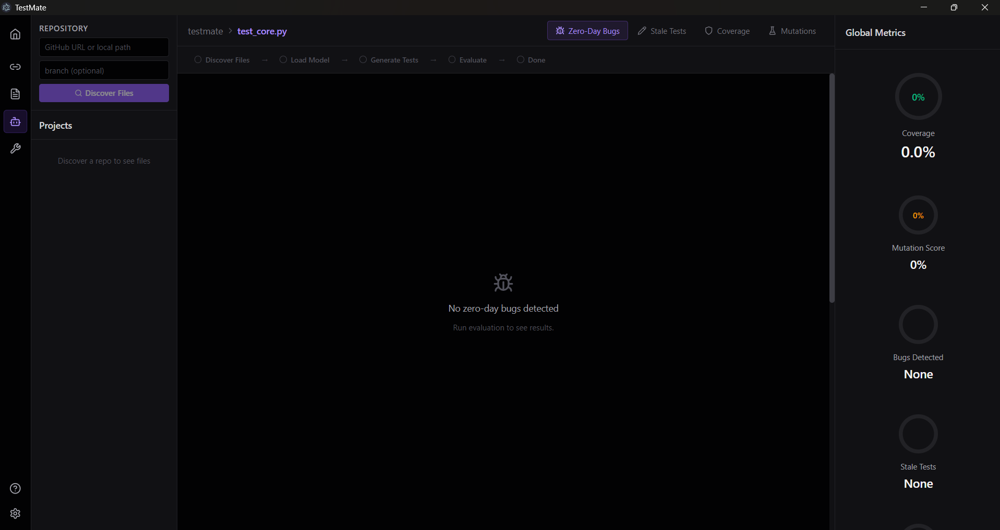 TestMate
REPOSITORY
GitHub URL or local path
branch (optional)
Discover Files
Projects
Discover a repo to see files
testmate > test_core.py
Zero-Day Bugs
Stale Tests
Coverage
Mutations
Discover Files → Load Model → Generate Tests → Evaluate → Done
No zero-day bugs detected
Run evaluation to see results.
Global Metrics
0%
Coverage
0.0%
0%
Mutation Score
0%
Bugs Detected
None
Stale Tests
None